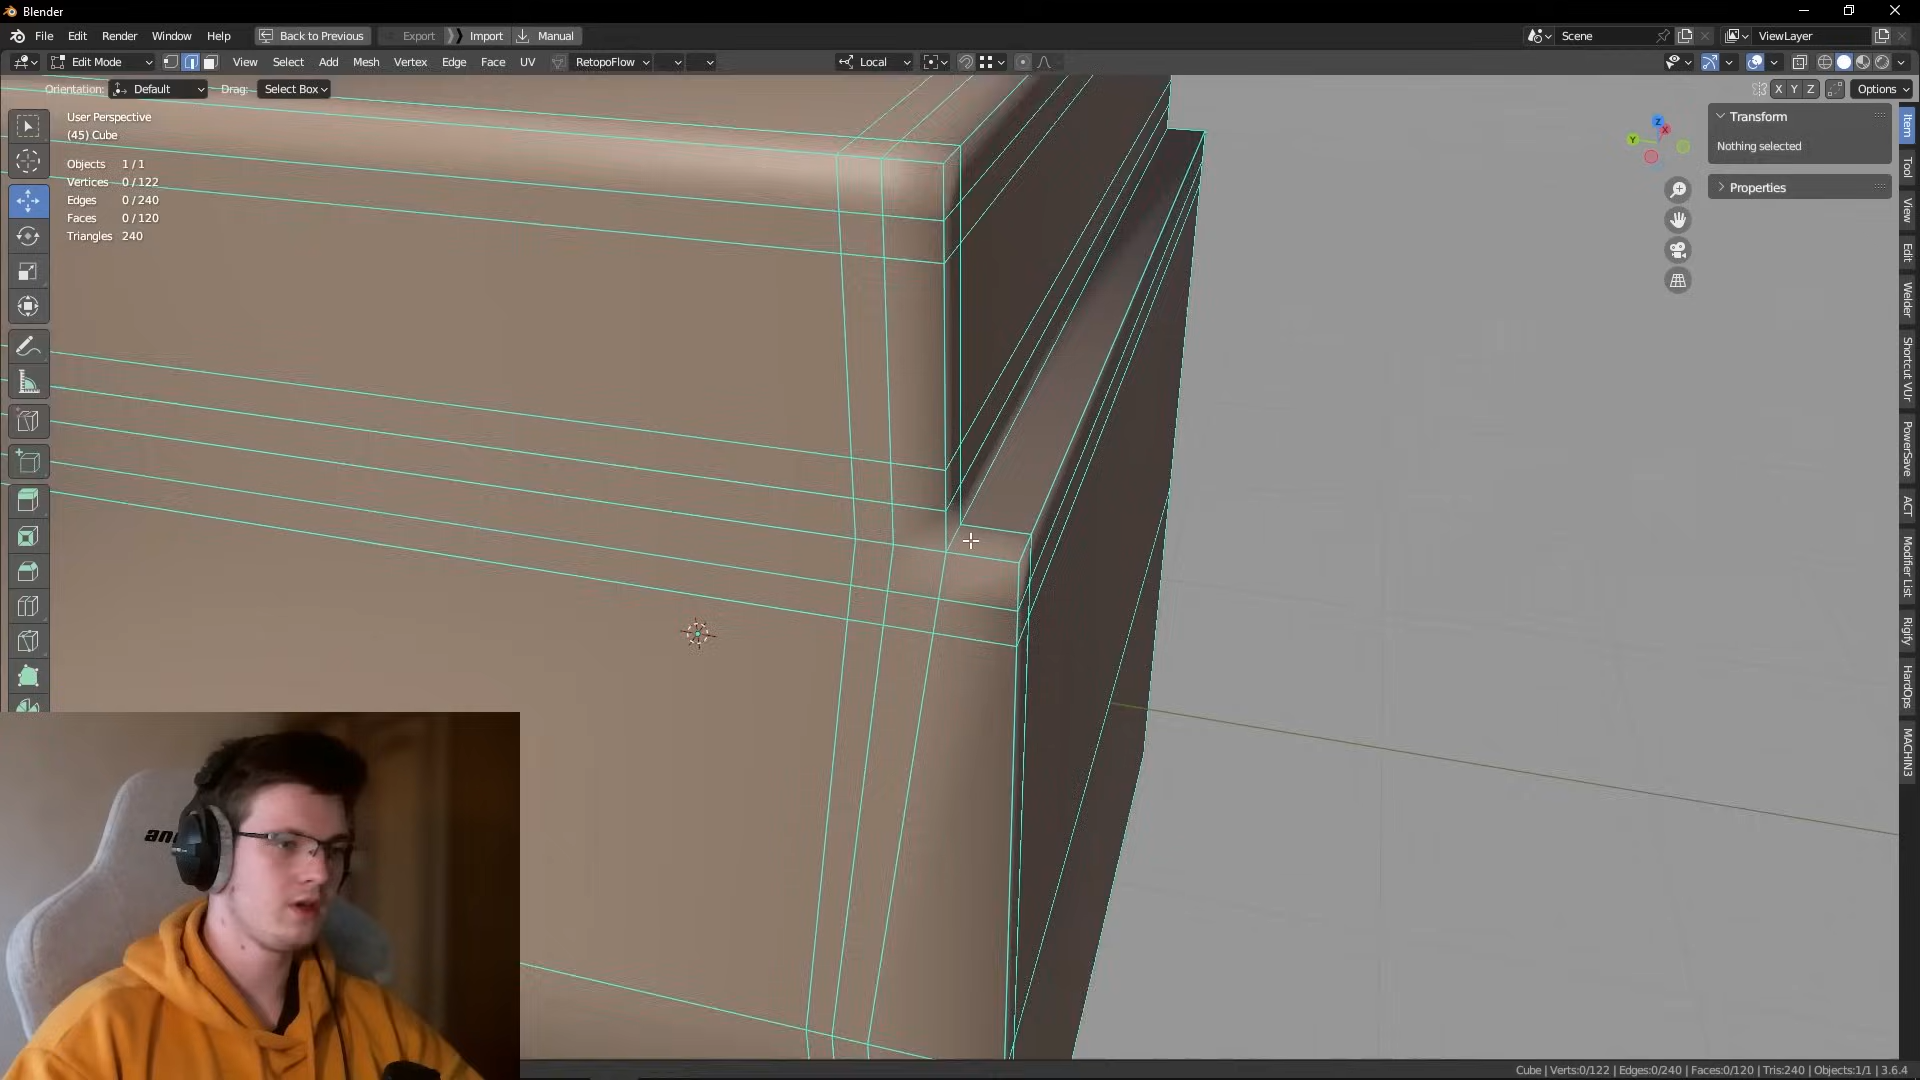 Blender
File Edit Render Window Help Back to Previous Export Import Manual Scene ViewLayer
Edit Mode View Select Add Mesh Vertex Edge Face UV RetopoFlow Local
Orientation: Default Drag: Select Box X Y Z Options
User Perspective
(45) Cube
Objects 1/1
Vertices 0/122
Edges 0/240
Faces 0/120
Triangles 240
Z
X
Y
Transform
Nothing selected
Properties
Item
Tool
View
Edit
Welder
Shortcut VUr
PowerSave
ACT
Modifier List
Rigify
HardOps
MACHIN3
Cube | Verts:0/122 | Edges:0/240 | Faces:0/120 | Tris:240 | Objects:1/1 | 3.6.4